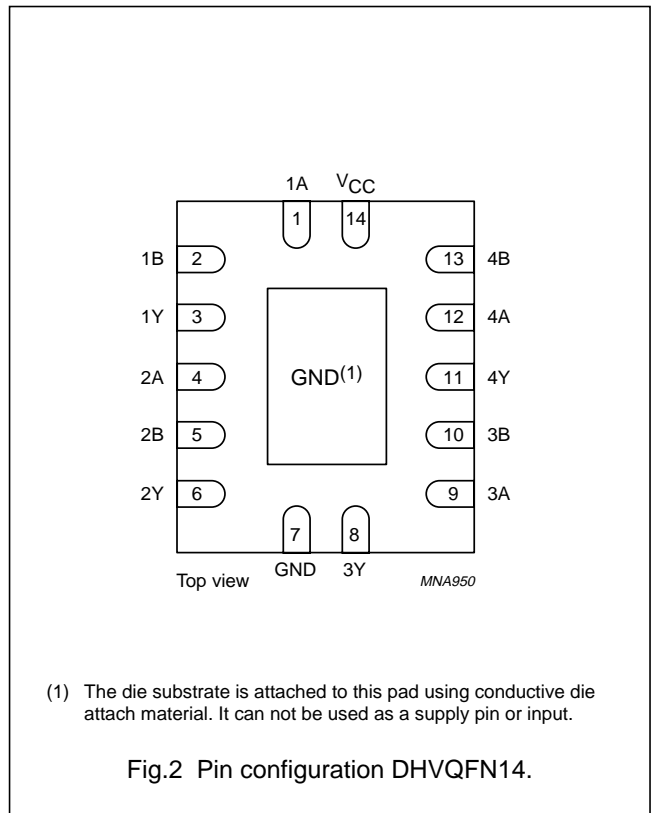 1A VCC
1 14
1B 2 13 4B
1Y 3 12 4A
2A 4 GND(1) 11 4Y
2B 5 10 3B
2Y 6 9 3A
7 8
Top view GND 3Y MNA950
(1) The die substrate is attached to this pad using conductive die
attach material. It can not be used as a supply pin or input.
Fig.2 Pin configuration DHVQFN14.